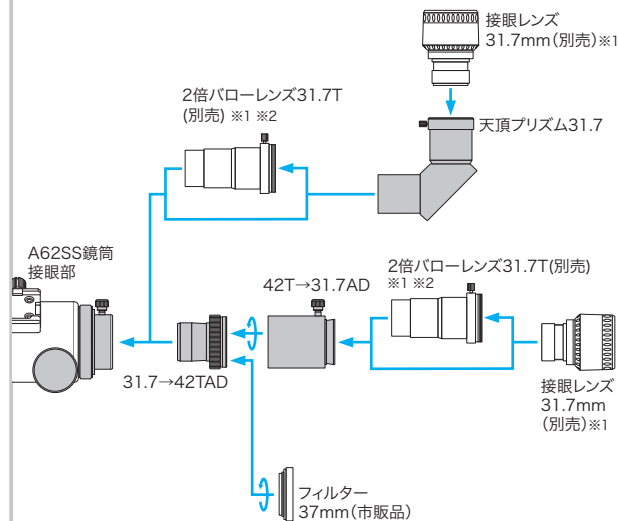 接眼レンズ
31.7mm(別売)※1
2倍バローレンズ31.7T
(別売) ※1 ※2
天頂プリズム31.7
A62SS鏡筒
接眼部
42T→31.7AD
2倍バローレンズ31.7T(別売)
※1 ※2
31.7→42TAD
接眼レンズ
31.7mm
(別売)※1
フィルター
37mm(市販品)